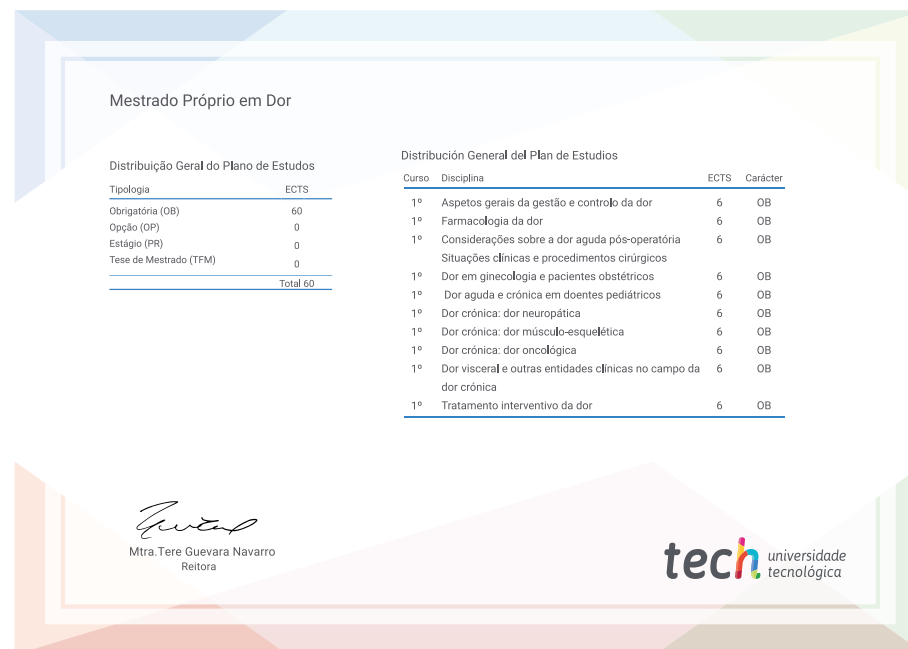 Mestrado Próprio em Dor
Distribuição Geral do Plano de Estudos
Tipologia ECTS
Obrigatória (OB) 60
Opção (OP) 0
Estágio (PR) 0
Tese de Mestrado (TFM) 0
Total 60
Distribución General del Plan de Estudios
Curso Disciplina ECTS Carácter
1º Aspetos gerais da gestão e controlo da dor 6 OB
1º Farmacologia da dor 6 OB
1º Considerações sobre a dor aguda pós-operatória 6 OB
Situações clínicas e procedimentos cirúrgicos
1º Dor em ginecologia e pacientes obstétricos 6 OB
1º Dor aguda e crónica em doentes pediátricos 6 OB
1º Dor crónica: dor neuropática 6 OB
1º Dor crónica: dor músculo-esquelética 6 OB
1º Dor crónica: dor oncológica 6 OB
1º Dor visceral e outras entidades clínicas no campo da 6 OB
dor crónica
1º Tratamento interventivo da dor 6 OB
Mtra.Tere Guevara Navarro
Reitora
tech universidade
tecnológica